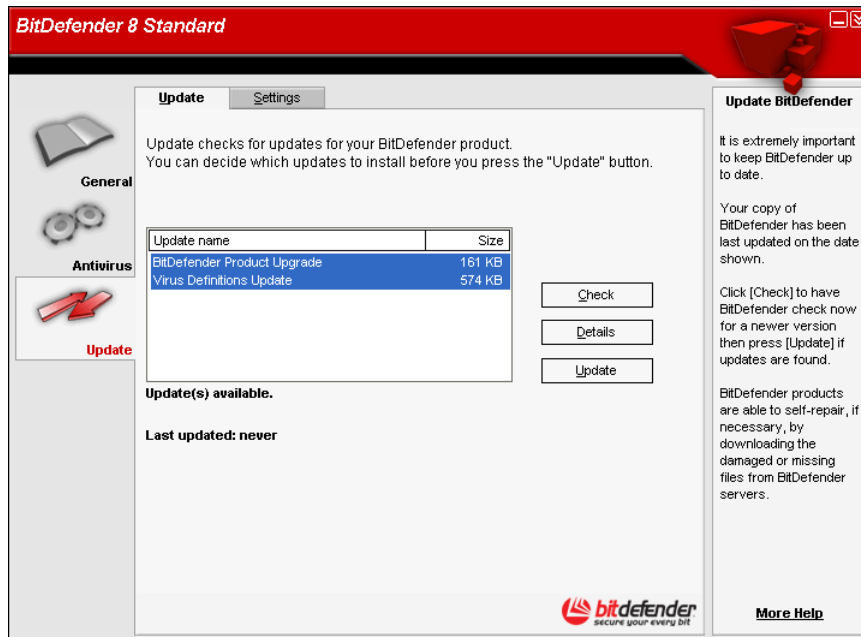 BitDefender 8 Standard
Update
Settings
Update checks for updates for your BitDefender product.
You can decide which updates to install before you press the "Update" button.
General
Antivirus
Update
Update name Size
BitDefender Product Upgrade 161 KB
Virus Definitions Update 574 KB
Check
Details
Update
Update(s) available.
Last updated: never
bitdefender
secure your every bit
Update BitDefender
It is extremely important
to keep BitDefender up
to date.
Your copy of
BitDefender has been
last updated on the date
shown.
Click [Check] to have
BitDefender check now
for a newer version
then press [Update] if
updates are found.
BitDefender products
are able to self-repair, if
necessary, by
downloading the
damaged or missing
files from BitDefender
servers.
More Help